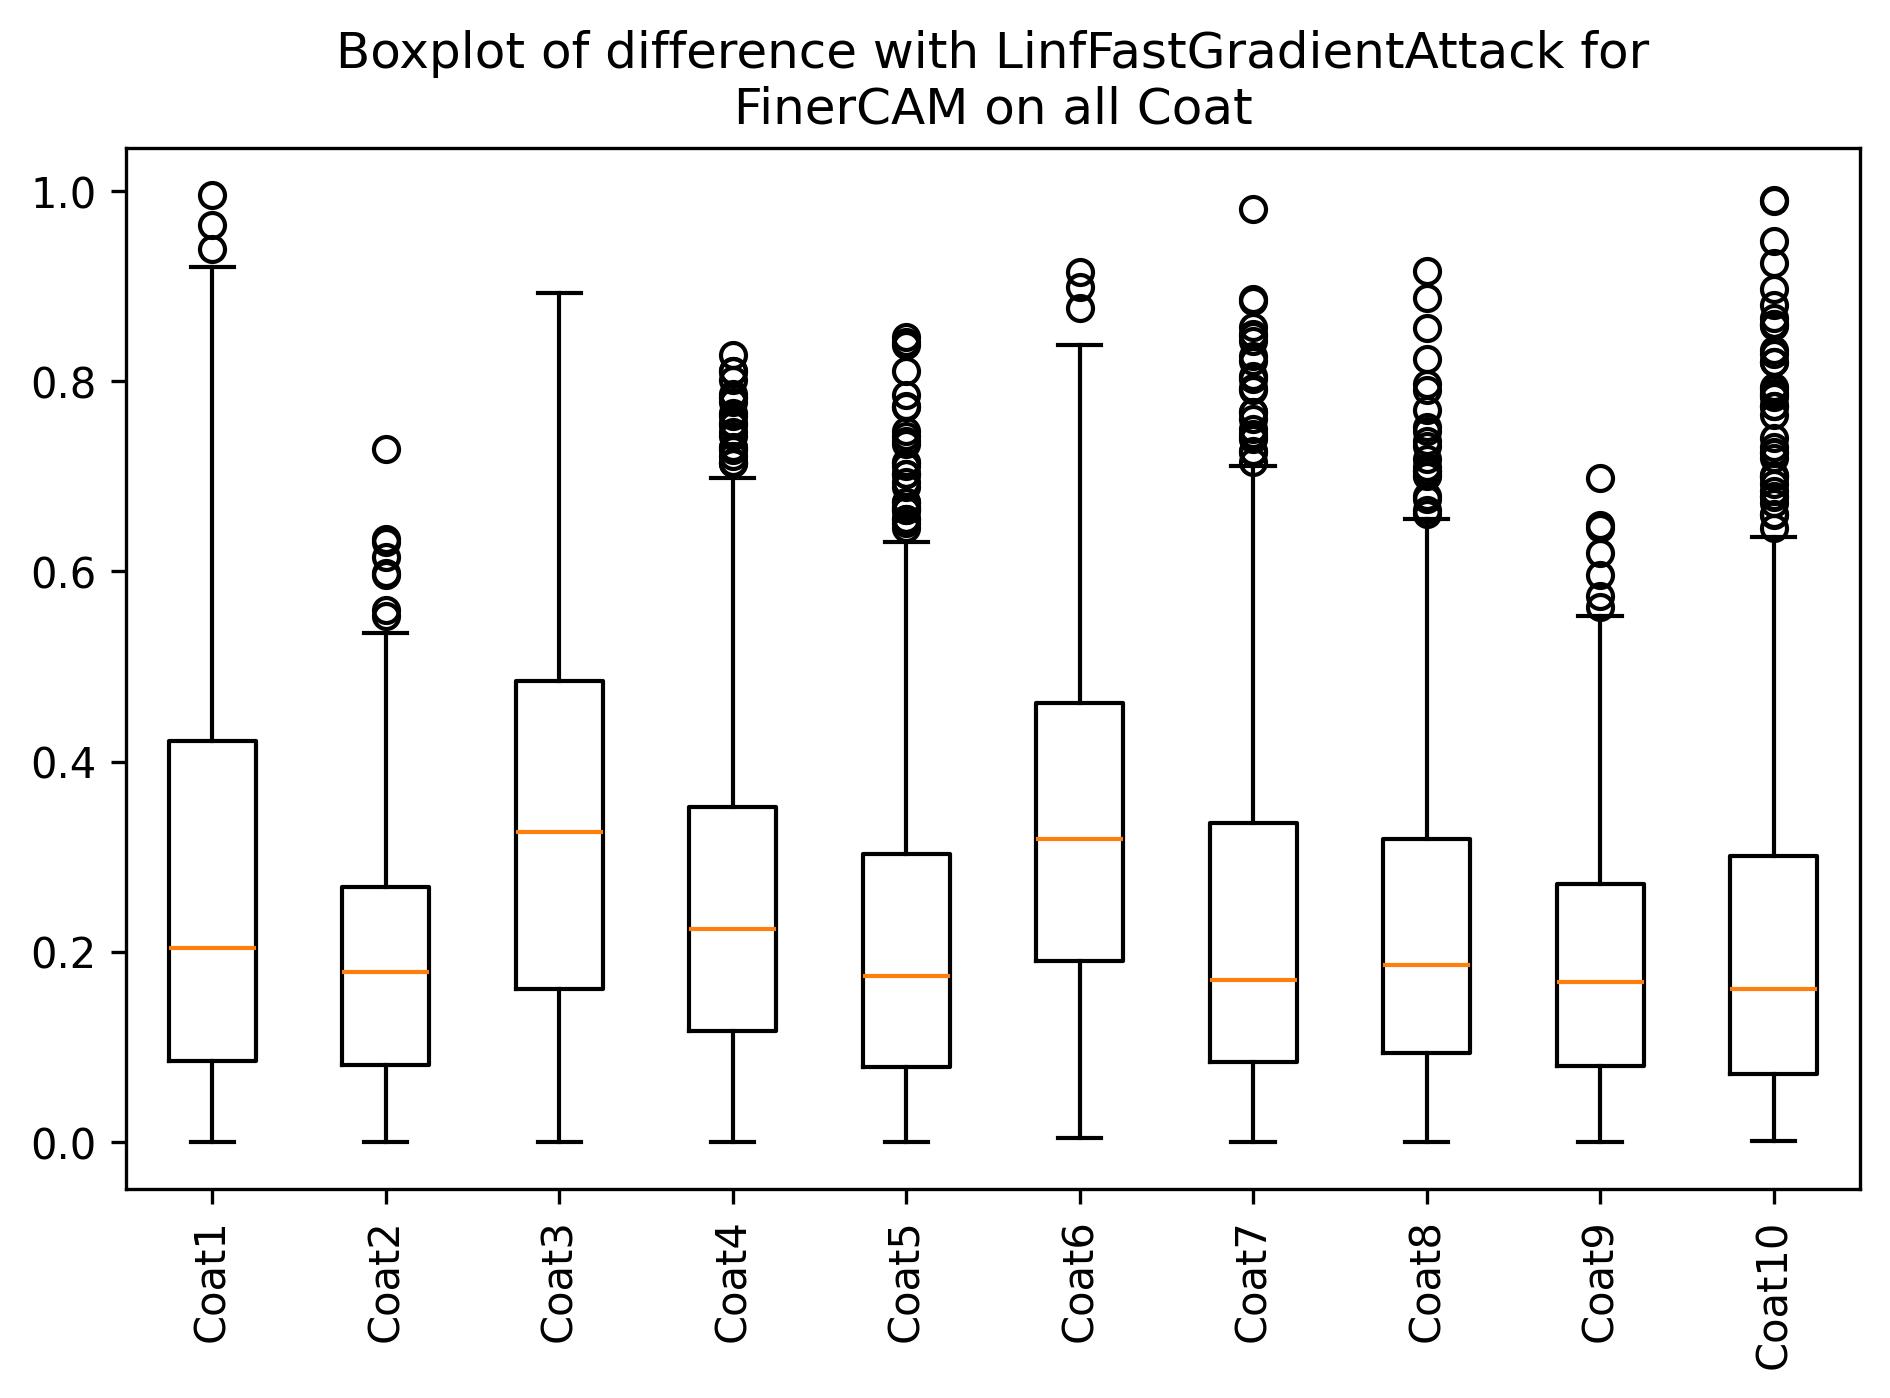 Boxplot of difference with LinfFastGradientAttack for
FinerCAM on all Coat
1.0
0.8
0.6
0.4
0.2
0.0
Coat1
Coat2
Coat3
Coat4
Coat5
Coat6
Coat7
Coat8
Coat9
Coat10